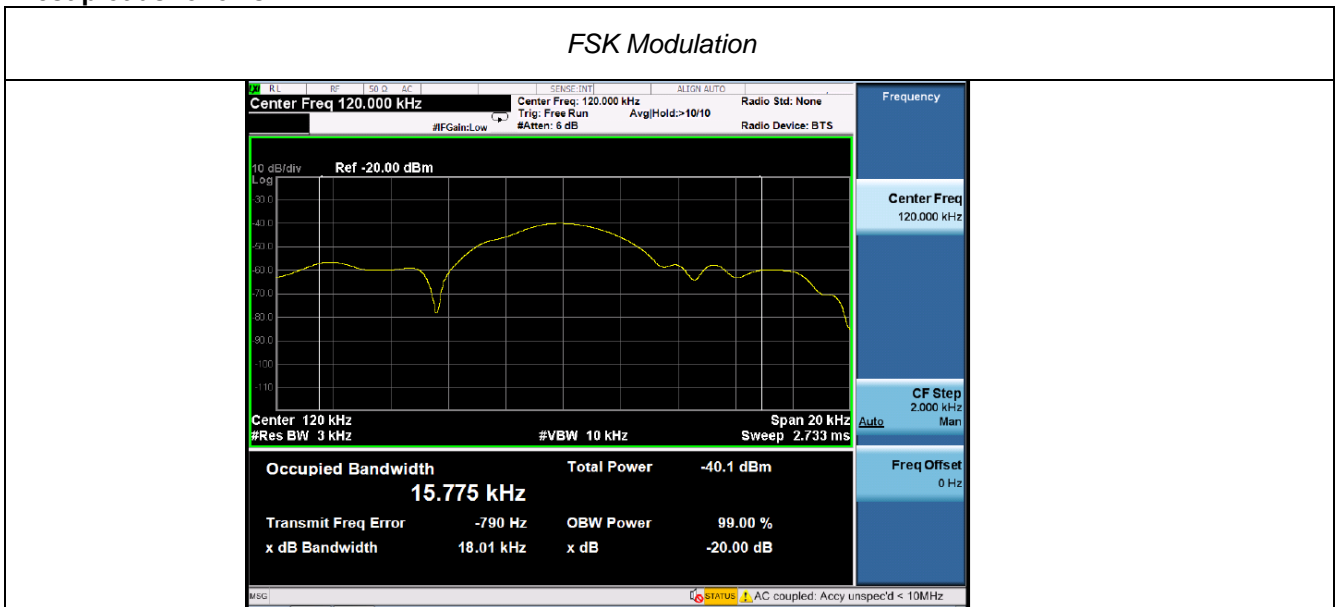 FSK Modulation
RL RF 50 Ω AC SENSE:INT ALIGN AUTO
Center Freq 120.000 kHz
Center Freq: 120.000 kHz Radio Std: None
Trig: Free Run Avg|Hold:>10/10
#IFGain:Low #Atten: 6 dB Radio Device: BTS
10 dB/div Ref -20.00 dBm
Log
-30.0
-40.0
-50.0
-60.0
-70.0
-80.0
-90.0
-100
-110
Center 120 kHz Span 20 kHz
#Res BW 3 kHz #VBW 10 kHz Sweep 2.733 ms
Occupied Bandwidth Total Power -40.1 dBm
15.775 kHz
Transmit Freq Error -790 Hz OBW Power 99.00 %
x dB Bandwidth 18.01 kHz x dB -20.00 dB
MSG STATUS AC coupled: Accy unspec'd < 10MHz
Frequency
Center Freq
120.000 kHz
CF Step
2.000 kHz
Auto Man
Freq Offset
0 Hz